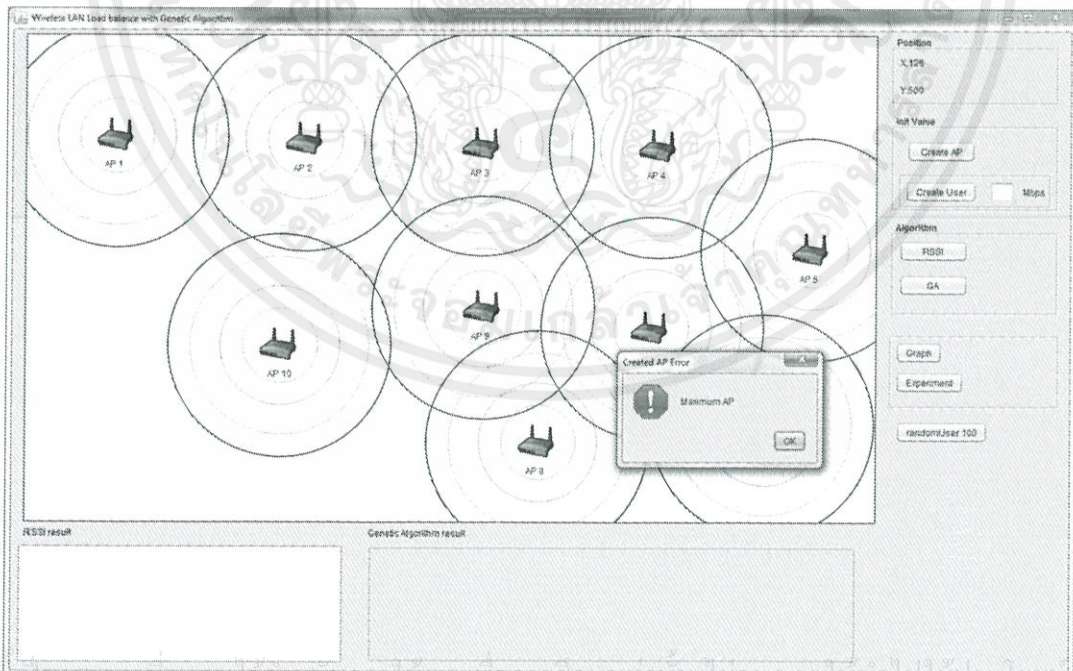 Wireless LAN Load balance with Genetic Algorithm
Position
X:126
Y:500
Init Value
Create AP
Create User
Mbps
Algorithm
RSSI
GA
Graph
Experiment
randomUser 100
AP 1
AP 2
AP 3
AP 4
AP 5
AP 9
AP 10
AP 8
Created AP Error
Maximum AP
OK
RSSI result
Genetic Algorithm result